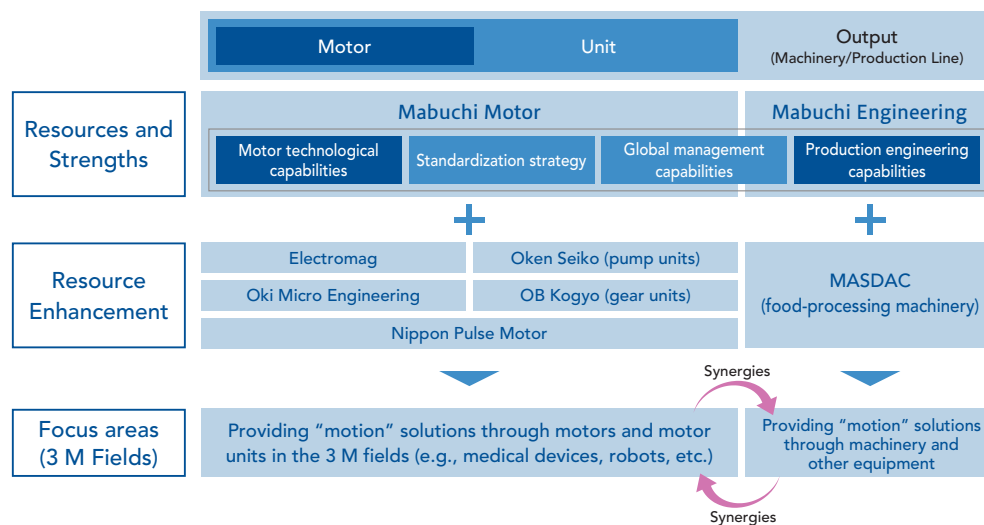 Motor
Unit
Output
(Machinery/Production Line)
Resources and
Strengths
Mabuchi Motor
Mabuchi Engineering
Motor technological
capabilities
Standardization strategy
Global management
capabilities
Production engineering
capabilities
Resource
Enhancement
Electromag
Oken Seiko (pump units)
Oki Micro Engineering
OB Kogyo (gear units)
Nippon Pulse Motor
MASDAC
(food-processing machinery)
Synergies
Focus areas
(3 M Fields)
Providing “motion” solutions through motors and motor
units in the 3 M fields (e.g., medical devices, robots, etc.)
Providing “motion” solutions
through machinery and
other equipment
Synergies